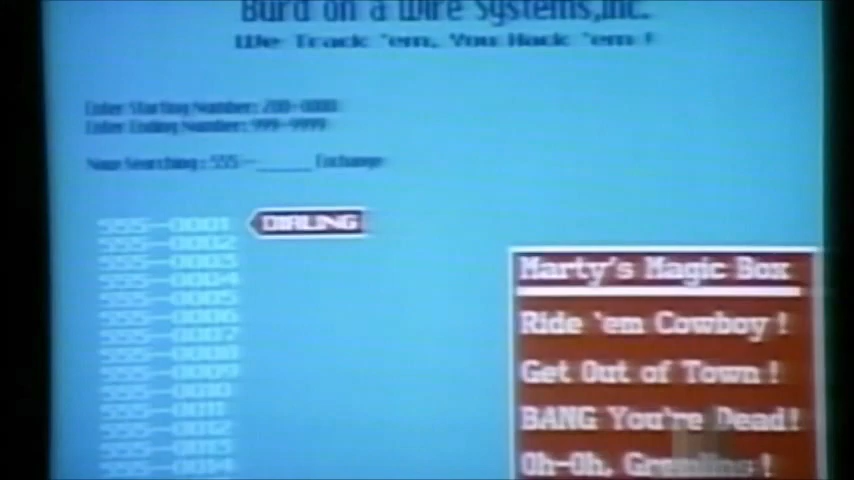 Burd on a Wire Systems,Inc.
We Track 'em, You Hack 'em !
Enter Starting Number: 200-0000
Enter Ending Number: 999-9999
Now Searching : 555-_____ Exchange
555-0001 DIALING
555-0002
555-0003
555-0004
555-0005
555-0006
555-0007
555-0008
555-0009
555-0010
555-0011
555-0012
555-0013
555-0014
Marty's Magic Box
Ride 'em Cowboy !
Get Out of Town !
BANG You're Dead!
Oh-Oh, Gremlins !